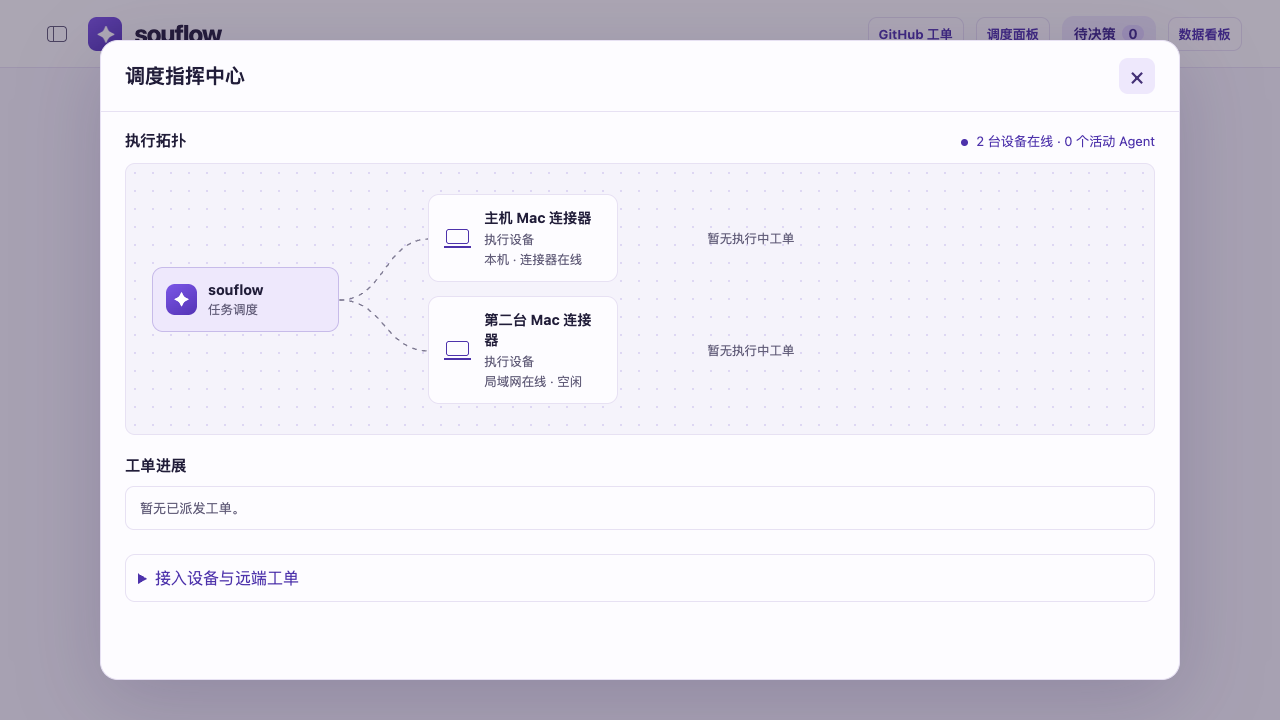 souflow
GitHub 工单
调度面板
待决策 0
数据看板
调度指挥中心
执行拓扑
2 台设备在线 · 0 个活动 Agent
souflow
任务调度
主机 Mac 连接器
执行设备
本机 · 连接器在线
暂无执行中工单
第二台 Mac 连接
器
执行设备
局域网在线 · 空闲
暂无执行中工单
工单进展
暂无已派发工单。
接入设备与远端工单